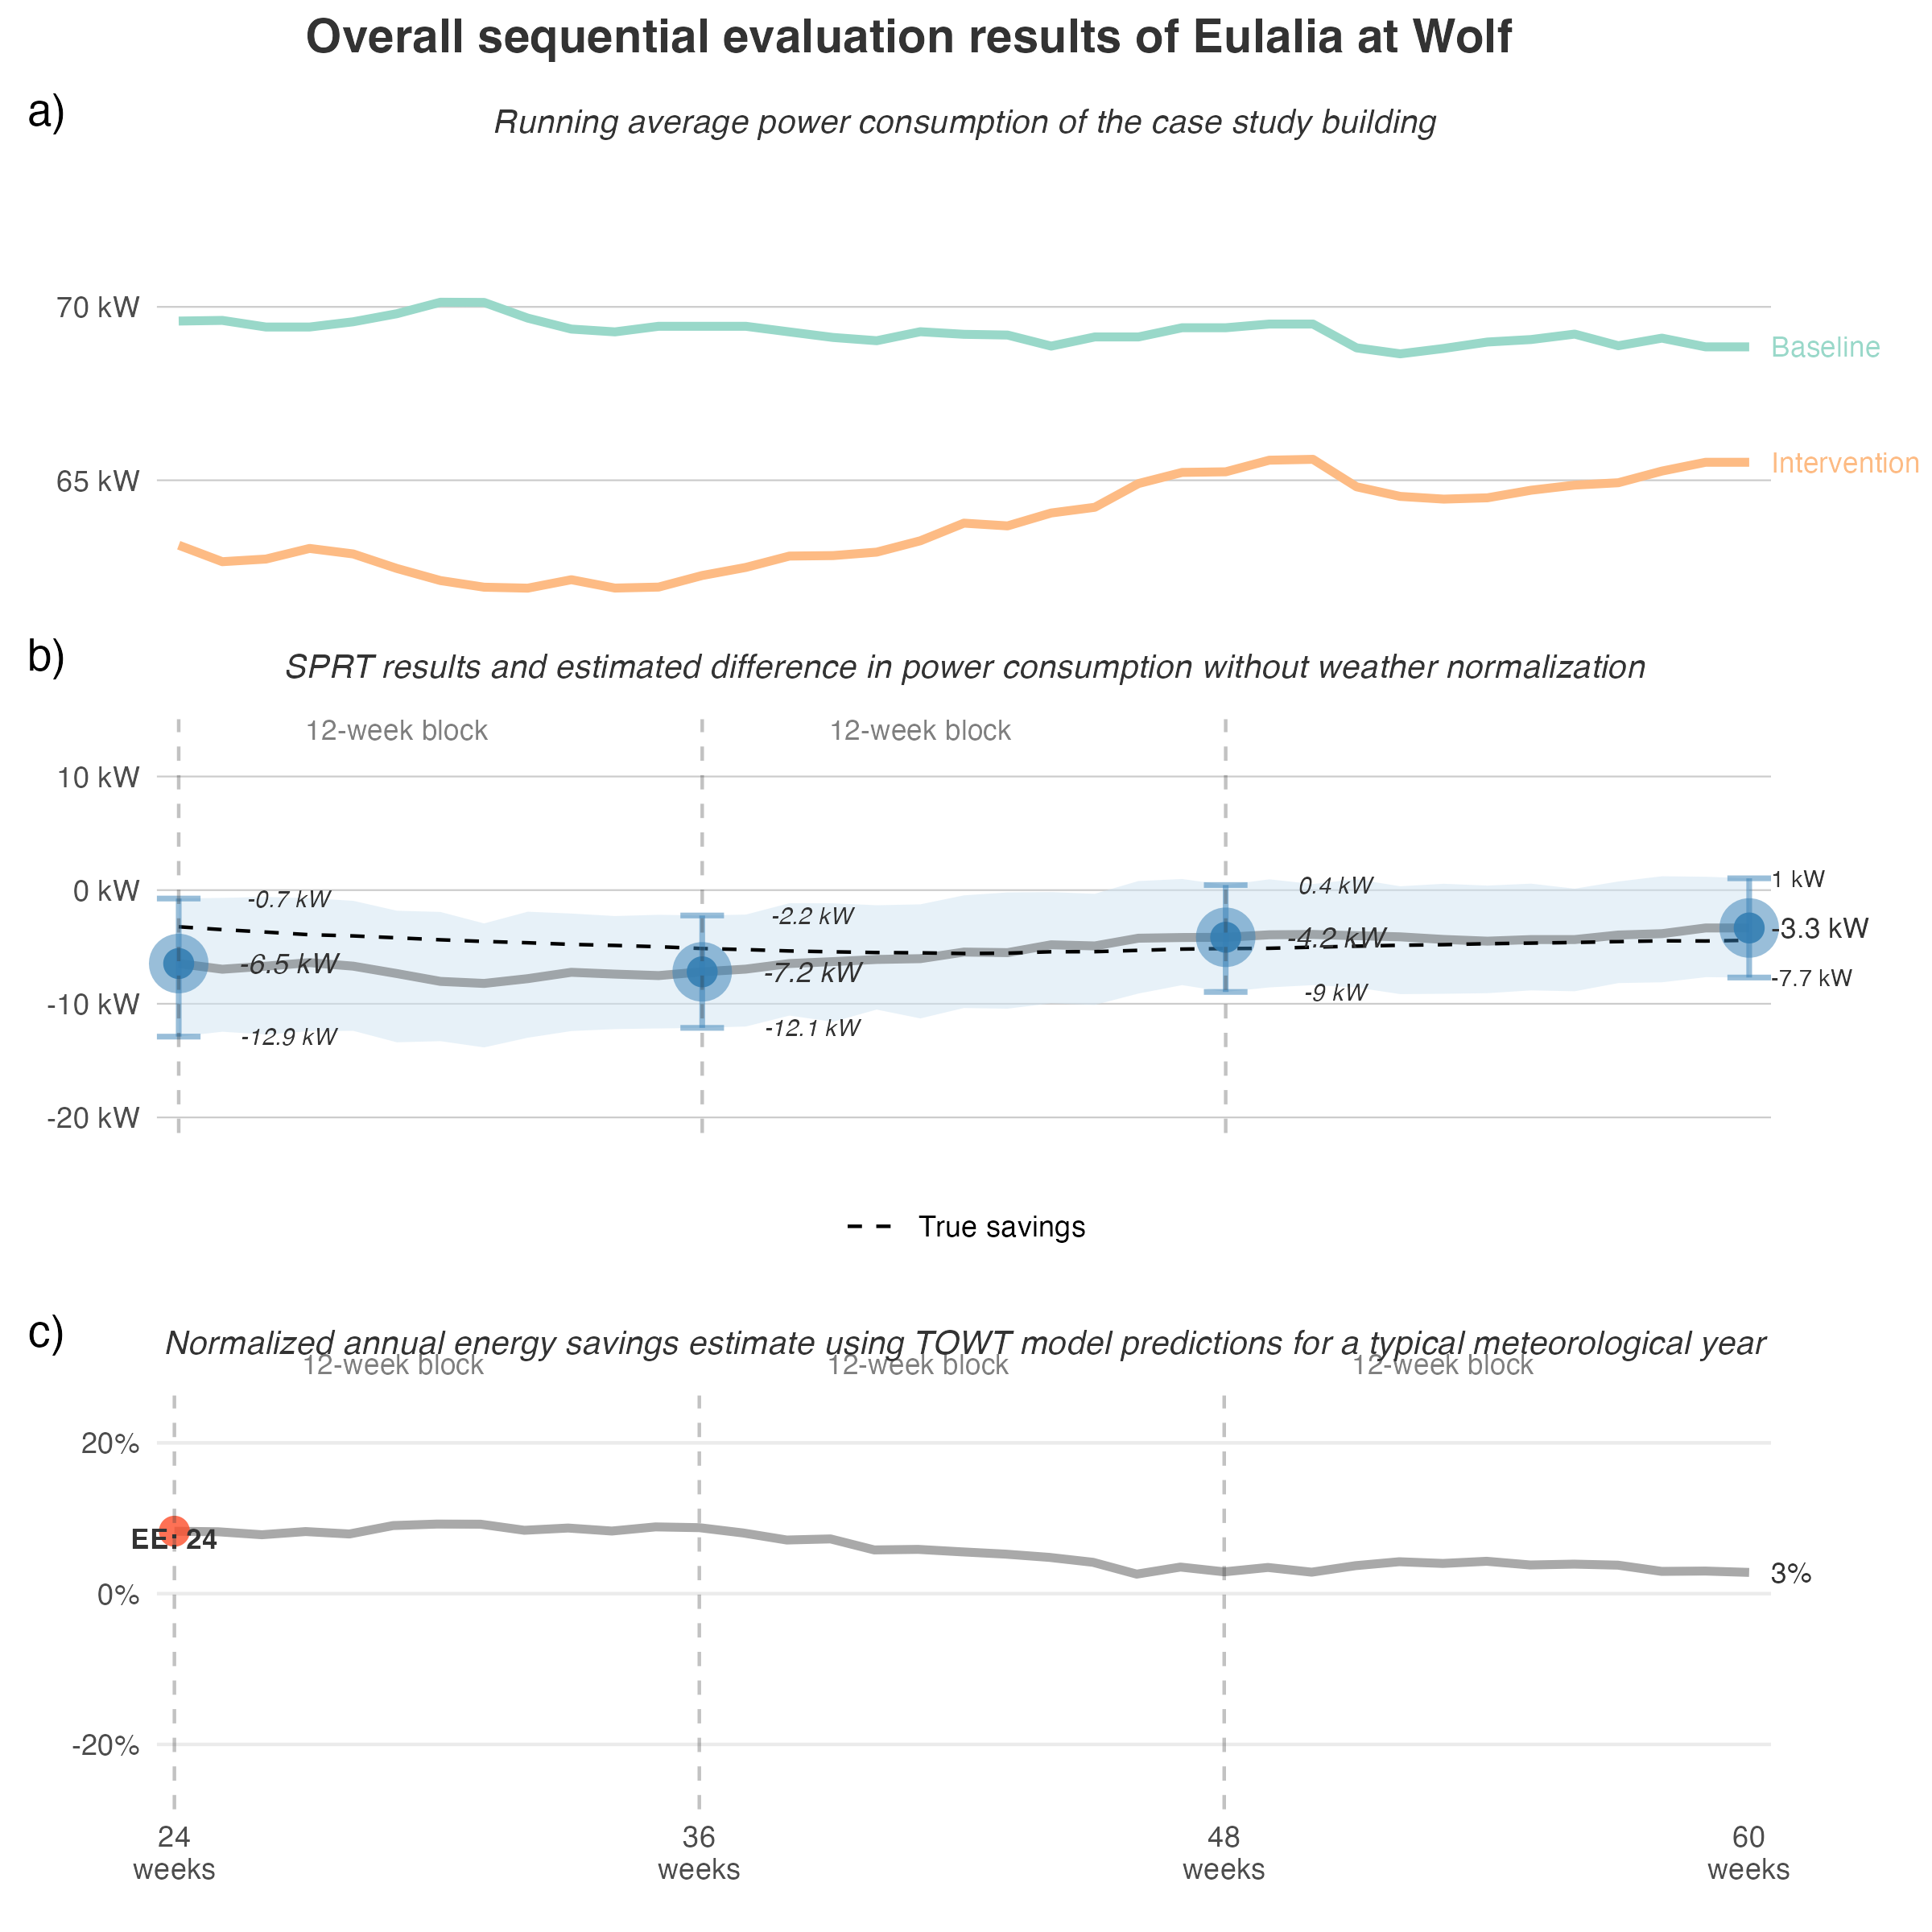 Overall sequential evaluation results of Eulalia at Wolf
a)
Running average power consumption of the case study building
70 kW
Baseline
65 kW
Intervention
b)
SPRT results and estimated difference in power consumption without weather normalization
12-week block
12-week block
10 kW
0 kW
-10 kW
-20 kW
-0.7 kW
-6.5 kW
-12.9 kW
-2.2 kW
-7.2 kW
-12.1 kW
0.4 kW
-4.2 kW
-9 kW
1 kW
-3.3 kW
-7.7 kW
True savings
c)
Normalized annual energy savings estimate using TOWT model predictions for a typical meteorological year
12-week block
12-week block
12-week block
20%
EE: 24
0%
3%
-20%
24
weeks
36
weeks
48
weeks
60
weeks